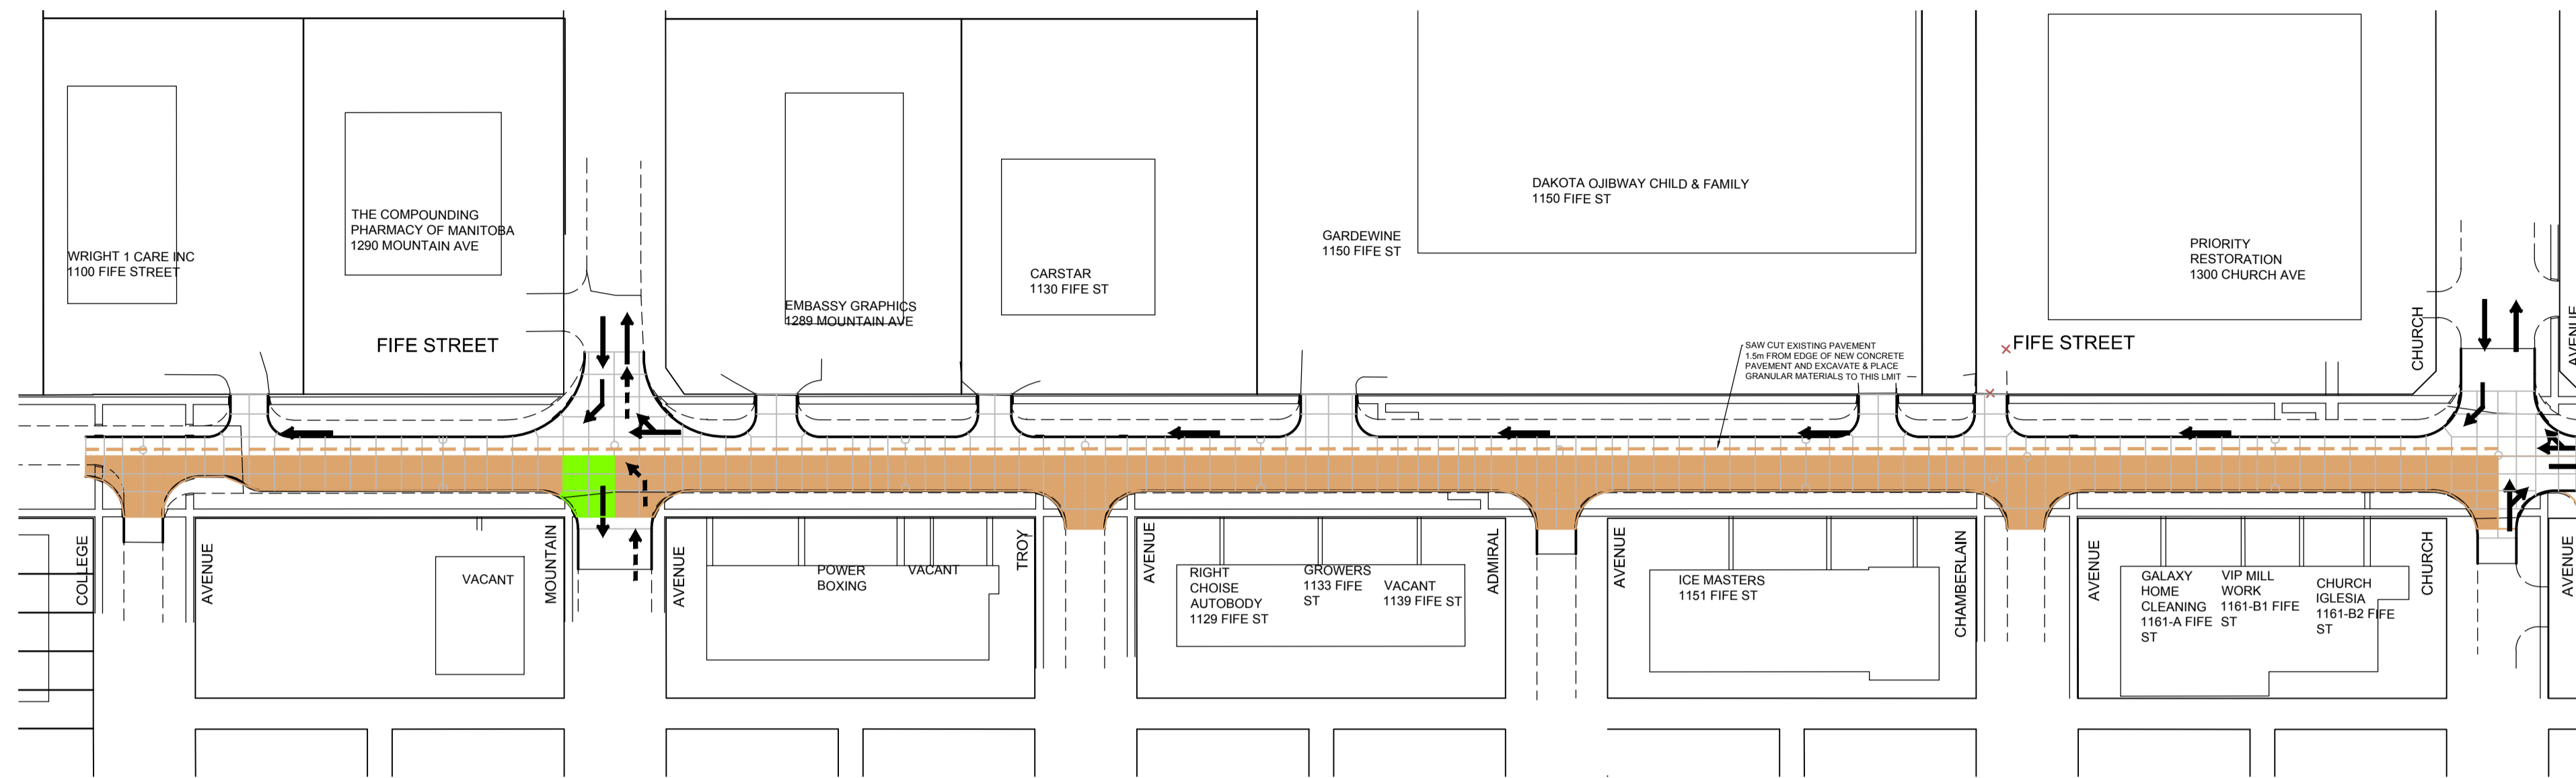 WRIGHT 1 CARE INC
1100 FIFE STREET
THE COMPOUNDING
PHARMACY OF MANITOBA
1290 MOUNTAIN AVE
FIFE STREET
EMBASSY GRAPHICS
1289 MOUNTAIN AVE
CARSTAR
1130 FIFE ST
GARDEWINE
1150 FIFE ST
DAKOTA OJIBWAY CHILD & FAMILY
1150 FIFE ST
SAW CUT EXISTING PAVEMENT
1.5m FROM EDGE OF NEW CONCRETE
PAVEMENT AND EXCAVATE & PLACE
GRANULAR MATERIALS TO THIS LMIT
FIFE STREET
PRIORITY
RESTORATION
1300 CHURCH AVE
CHURCH
AVENUE
COLLEGE
AVENUE
VACANT
MOUNTAIN
AVENUE
POWER
BOXING
VACANT
TROY
AVENUE
RIGHT
CHOISE
AUTOBODY
1129 FIFE ST
GROWERS
1133 FIFE
ST
VACANT
1139 FIFE ST
ADMIRAL
AVENUE
ICE MASTERS
1151 FIFE ST
CHAMBERLAIN
AVENUE
GALAXY
HOME
CLEANING
1161-A FIFE
ST
VIP MILL
WORK
1161-B1 FIFE
ST
CHURCH
IGLESIA
1161-B2 FIFE
ST
CHURCH
AVENUE